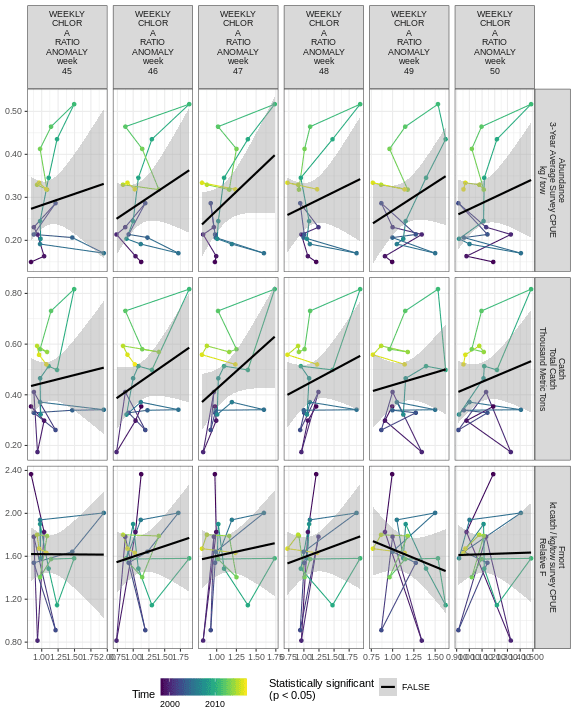 WEEKLY
CHLOR
A
RATIO
ANOMALY
week
45
WEEKLY
CHLOR
A
RATIO
ANOMALY
week
46
WEEKLY
CHLOR
A
RATIO
ANOMALY
week
47
WEEKLY
CHLOR
A
RATIO
ANOMALY
week
48
WEEKLY
CHLOR
A
RATIO
ANOMALY
week
49
WEEKLY
CHLOR
A
RATIO
ANOMALY
week
50
0.50
0.40
0.30
0.20
Abundance
3-Year Average Survey CPUE
kg / tow
0.80
0.60
0.40
0.20
Catch
Total Catch
Thousand Metric Tons
2.40
2.00
1.60
1.20
0.80
Fmort
kt catch / kg/tow survey CPUE
Relative F
1.00 1.25 1.50 1.75
1.00 1.25 1.50 1.75
1.00 1.25 1.50 1.75
1.00 1.25 1.50 1.75
0.75 1.00 1.25 1.50
Time
2000 2010
Statistically significant
(p < 0.05)
FALSE